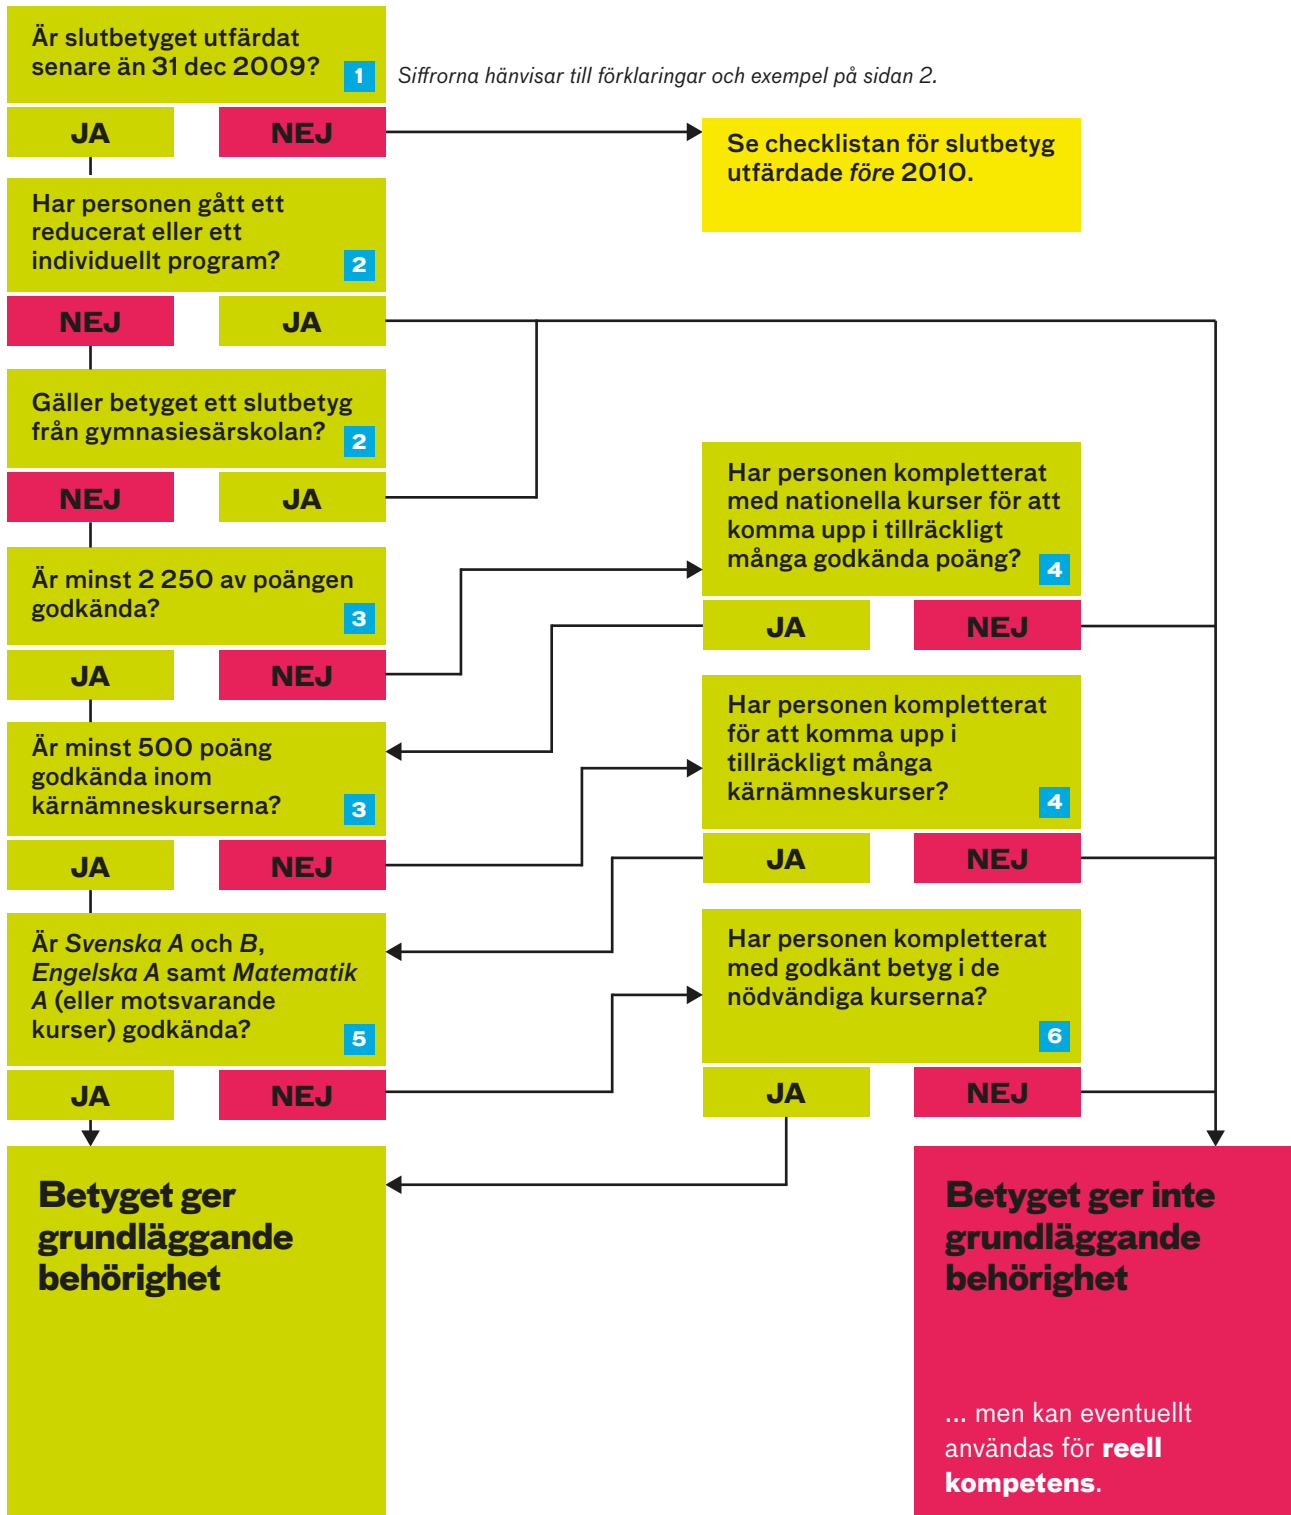 Är slutbetyget utfärdat
senare än 31 dec 2009?
1
Siffrorna hänvisar till förklaringar och exempel på sidan 2.
JA
NEJ
Se checklistan för slutbetyg
utfärdade före 2010.
Har personen gått ett
reducerat eller ett
individuellt program?
2
NEJ
JA
Gäller betyget ett slutbetyg
från gymnasiesärskolan?
2
NEJ
JA
Har personen kompletterat
med nationella kurser för att
komma upp i tillräckligt
många godkända poäng?
4
JA
NEJ
Är minst 2 250 av poängen
godkända?
3
JA
NEJ
Har personen kompletterat
för att komma upp i
tillräckligt många
kärnämneskurser?
4
JA
NEJ
Är minst 500 poäng
godkända inom
kärnämneskurserna?
3
JA
NEJ
Är Svenska A och B,
Engelska A samt Matematik
A (eller motsvarande
kurser) godkända?
5
JA
NEJ
Har personen kompletterat
med godkänt betyg i de
nödvändiga kurserna?
6
JA
NEJ
Betyget ger
grundläggande
behörighet
Betyget ger inte
grundläggande
behörighet
... men kan eventuellt
användas för reell
kompetens.